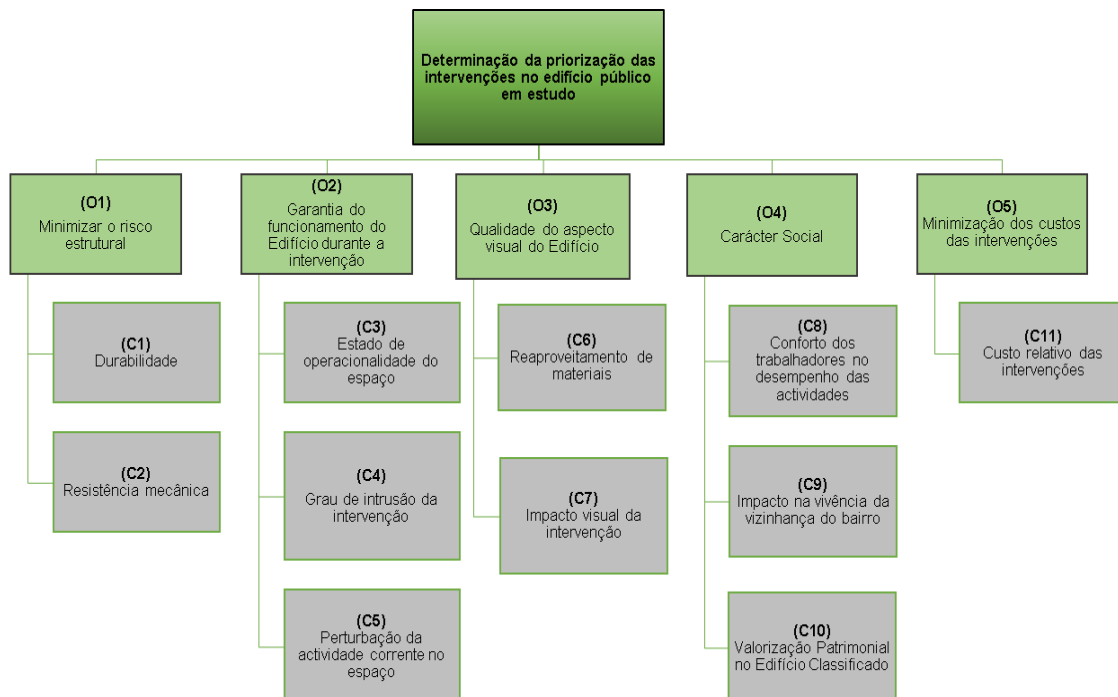 Determinação da priorização das
intervenções no edifício público
em estudo
(O1)
Minimizar o risco
estrutural
(O2)
Garantia do
funcionamento do
Edifício durante a
intervenção
(O3)
Qualidade do aspecto
visual do Edifício
(O4)
Carácter Social
(O5)
Minimização dos custos
das intervenções
(C1)
Durabilidade
(C2)
Resistência mecânica
(C3)
Estado de
operacionalidade do
espaço
(C4)
Grau de intrusão da
intervenção
(C5)
Perturbação da
actividade corrente no
espaço
(C6)
Reaproveitamento de
materiais
(C7)
Impacto visual da
intervenção
(C8)
Conforto dos
trabalhadores no
desempenho das
actividades
(C9)
Impacto na vivência da
vizinhança do bairro
(C10)
Valorização Patrimonial
no Edifício Classificado
(C11)
Custo relativo das
intervenções